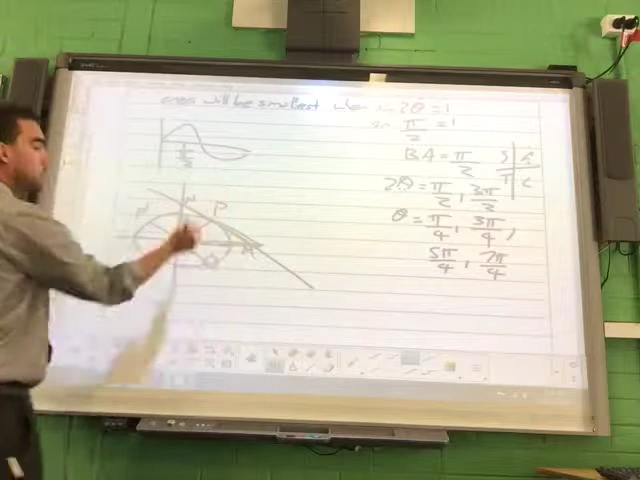 area will be smallest when sin 2θ = 1
sin π/2 = 1
BA = π/2
S A
T C
2θ = π/2, 3π/2
π/2
θ = π/4, 3π/4,
5π/4, 7π/4
P
A